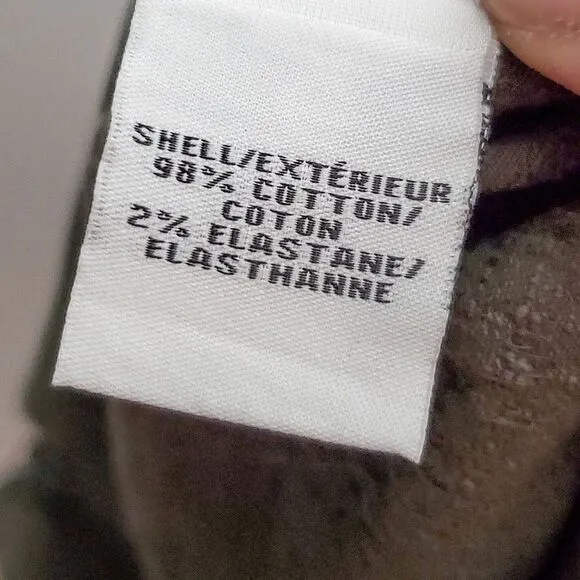 SHELL/EXTÉRIEUR
98% COTTON/
COTON
2% ELASTANE/
ELASTHANNE